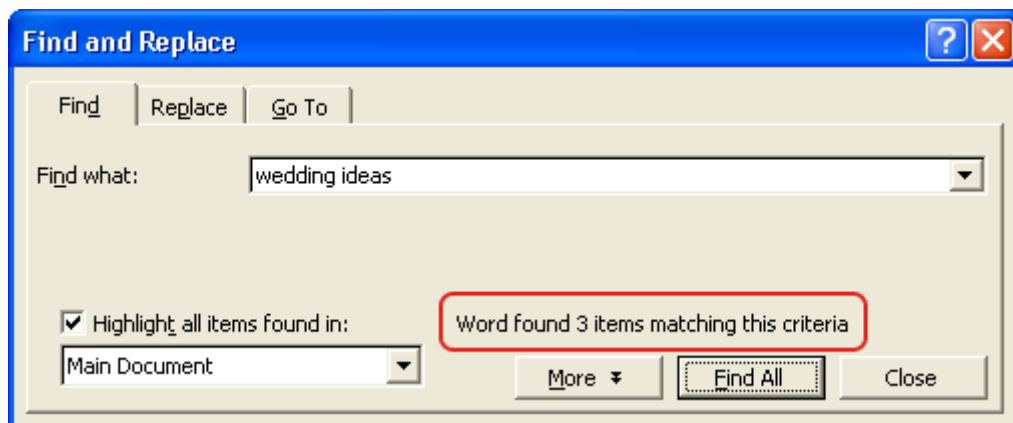 Find and Replace
Find Replace Go To
Find what: wedding ideas
Highlight all items found in: Word found 3 items matching this criteria
Main Document More Find All Close